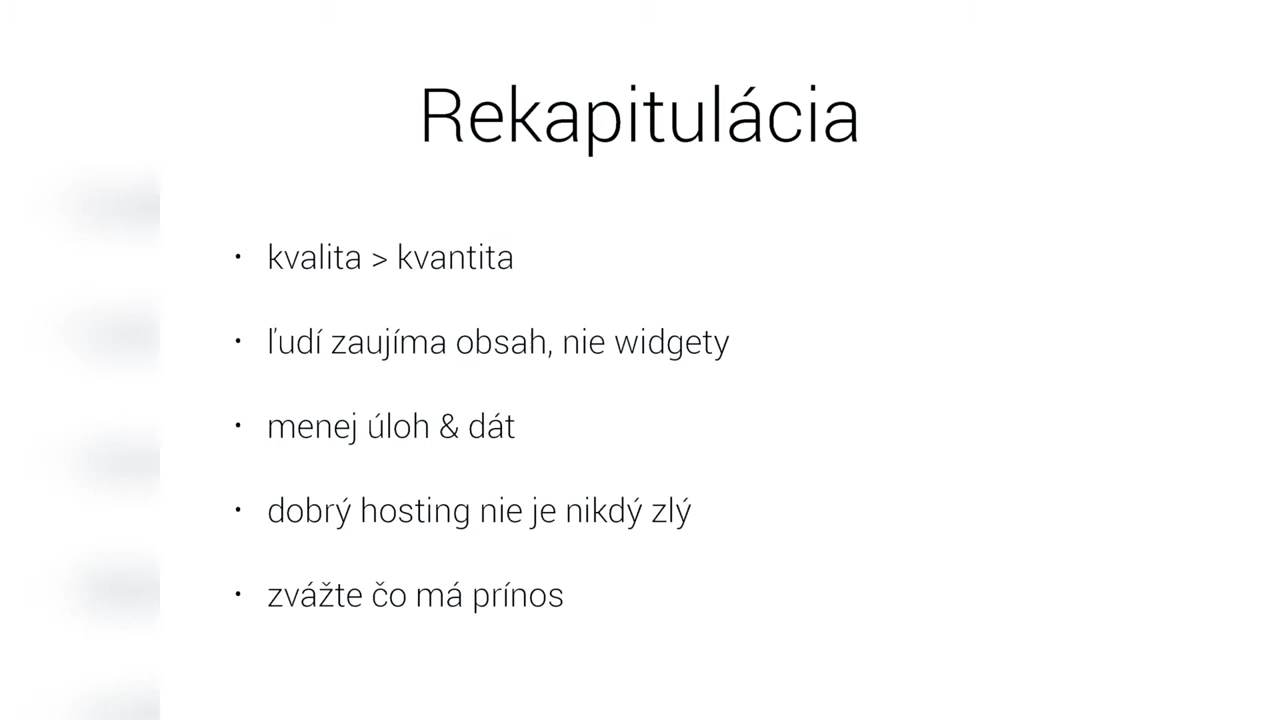 Rekapitulácia
• kvalita > kvantita
• ľudí zaujíma obsah, nie widgety
• menej úloh & dát
• dobrý hosting nie je nikdý zlý
• zvážte čo má prínos